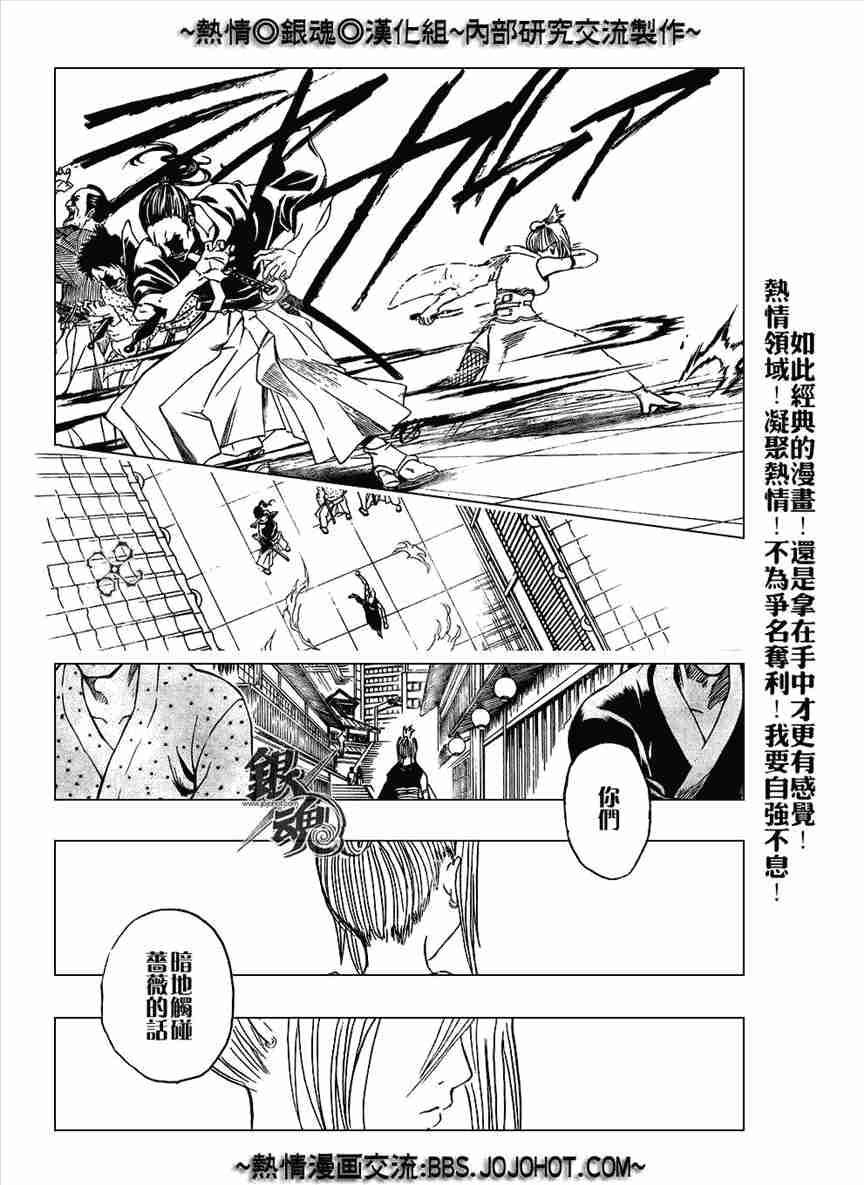 ~熱情◎銀魂◎漢化組~內部研究交流製作~
如此經典的漫畫！還是拿在手中才更有感覺！
熱情領域！凝聚熱情！不為爭名奪利！我要自強不息！
你們
銀魂
www.jojohot.com
暗地觸碰
薔薇的話
~熱情漫画交流:BBS.JOJOHOT.COM~